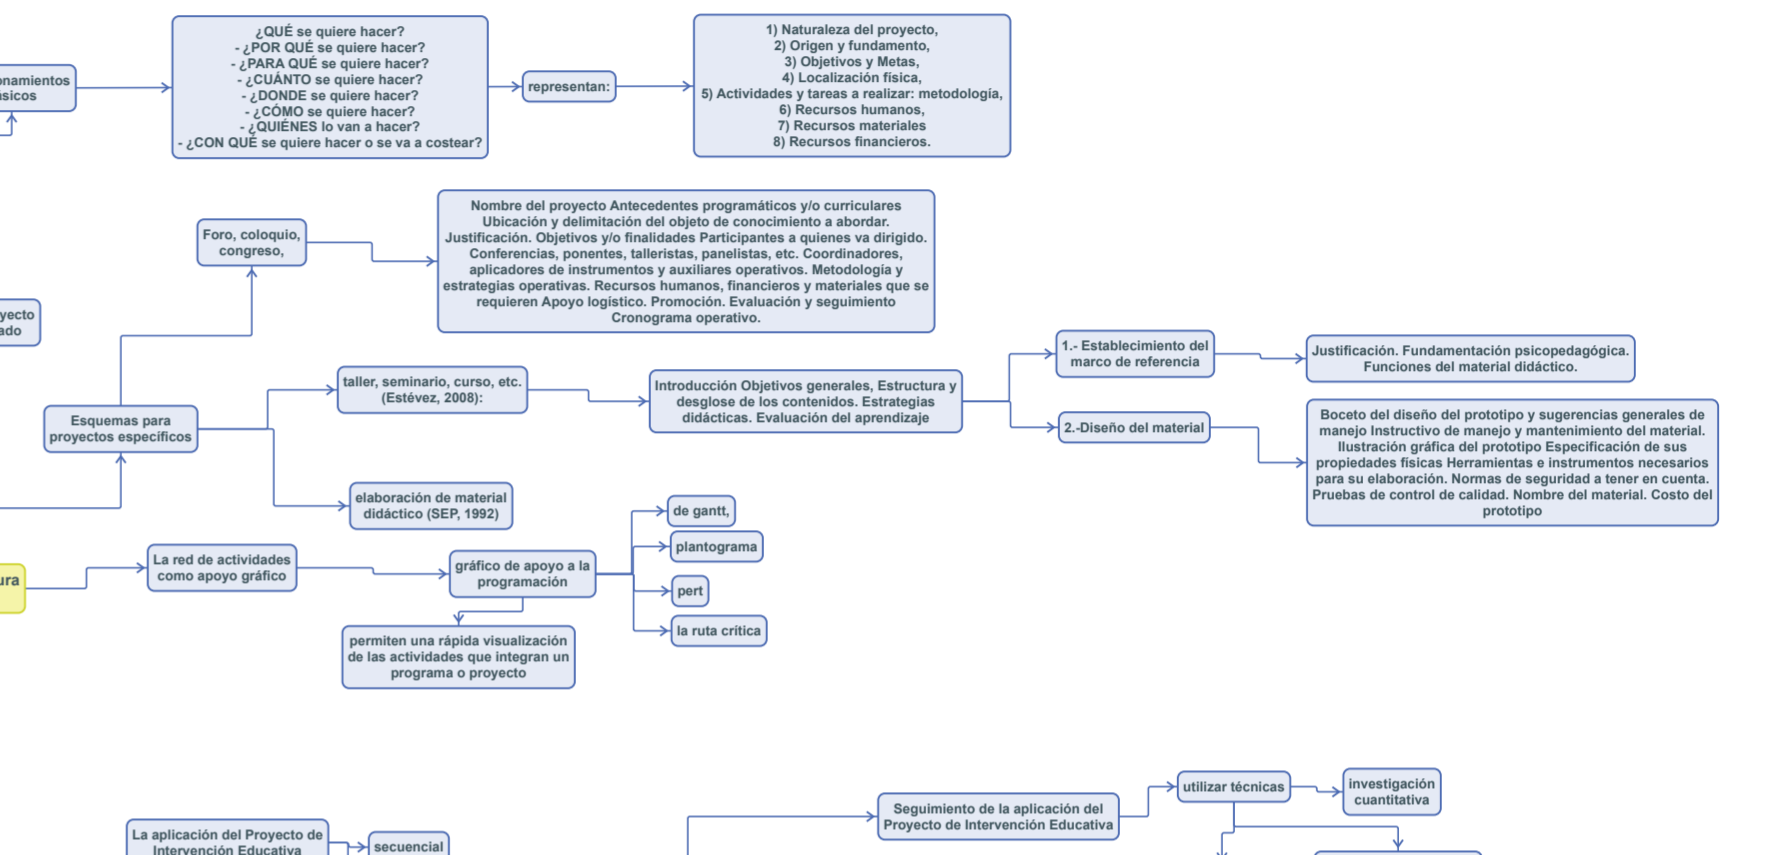 onamientos
ásicos
¿QUÉ se quiere hacer?
- ¿POR QUÉ se quiere hacer?
- ¿PARA QUÉ se quiere hacer?
- ¿CUÁNTO se quiere hacer?
- ¿DONDE se quiere hacer?
- ¿CÓMO se quiere hacer?
- ¿QUIÉNES lo van a hacer?
- ¿CON QUÉ se quiere hacer o se va a costear?
representan:
1) Naturaleza del proyecto,
2) Origen y fundamento,
3) Objetivos y Metas,
4) Localización física,
5) Actividades y tareas a realizar: metodología,
6) Recursos humanos,
7) Recursos materiales
8) Recursos financieros.
Foro, coloquio,
congreso,
Nombre del proyecto Antecedentes programáticos y/o curriculares
Ubicación y delimitación del objeto de conocimiento a abordar.
Justificación. Objetivos y/o finalidades Participantes a quienes va dirigido.
Conferencias, ponentes, talleristas, panelistas, etc. Coordinadores,
aplicadores de instrumentos y auxiliares operativos. Metodología y
estrategias operativas. Recursos humanos, financieros y materiales que se
requieren Apoyo logístico. Promoción. Evaluación y seguimiento
Cronograma operativo.
yecto
ado
Esquemas para
proyectos específicos
taller, seminario, curso, etc.
(Estévez, 2008):
Introducción Objetivos generales, Estructura y
desglose de los contenidos. Estrategias
didácticas. Evaluación del aprendizaje
1.- Establecimiento del
marco de referencia
Justificación. Fundamentación psicopedagógica.
Funciones del material didáctico.
2.-Diseño del material
Boceto del diseño del prototipo y sugerencias generales de
manejo Instructivo de manejo y mantenimiento del material.
Ilustración gráfica del prototipo Especificación de sus
propiedades físicas Herramientas e instrumentos necesarios
para su elaboración. Normas de seguridad a tener en cuenta.
Pruebas de control de calidad. Nombre del material. Costo del
prototipo
elaboración de material
didáctico (SEP, 1992)
ura
La red de actividades
como apoyo gráfico
gráfico de apoyo a la
programación
de gantt,
plantograma
pert
la ruta crítica
permiten una rápida visualización
de las actividades que integran un
programa o proyecto
Seguimiento de la aplicación del
Proyecto de Intervención Educativa
utilizar técnicas
investigación
cuantitativa
La aplicación del Proyecto de
Intervención Educativa
secuencial